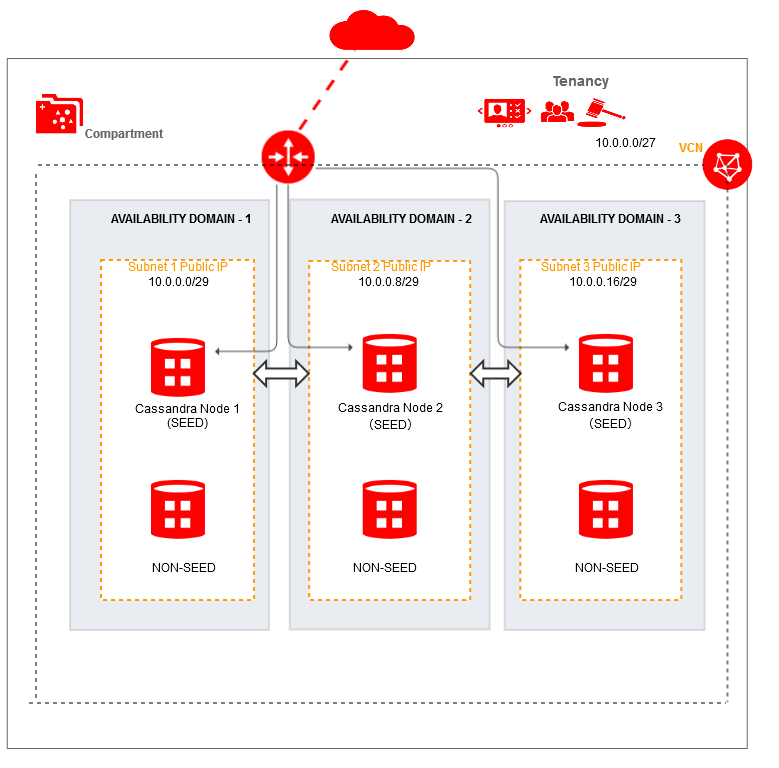 Tenancy
Compartment
10.0.0.0/27
VCN
AVAILABILITY DOMAIN - 1
AVAILABILITY DOMAIN - 2
AVAILABILITY DOMAIN - 3
Subnet 1 Public IP
10.0.0.0/29
Subnet 2 Public IP
10.0.0.8/29
Subnet 3 Public IP
10.0.0.16/29
Cassandra Node 1
(SEED)
Cassandra Node 2
(SEED)
Cassandra Node 3
(SEED)
NON-SEED
NON-SEED
NON-SEED